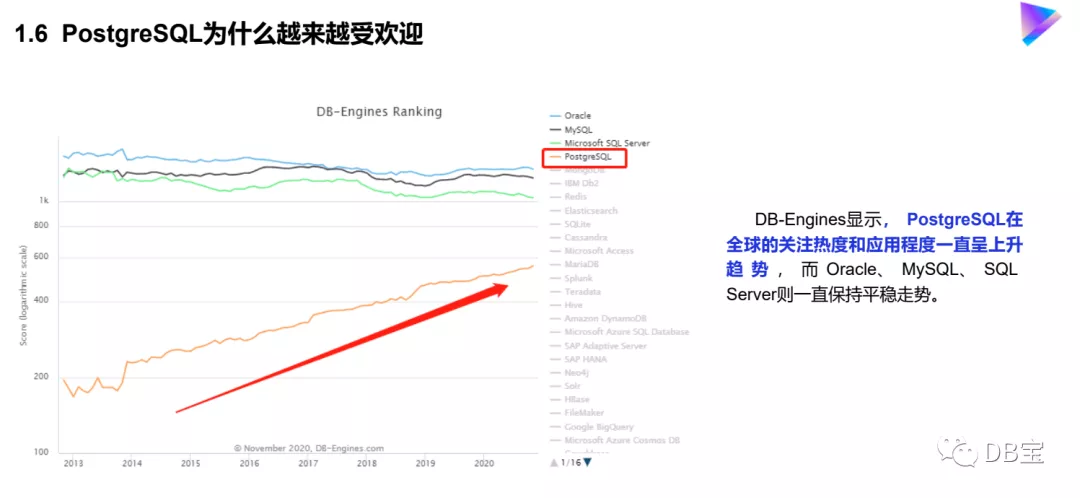 1.6 PostgreSQL为什么越来越受欢迎
DB-Engines Ranking
Score (logarithmic scale)
1k
800
600
400
200
100
2013
2014
2015
2016
2017
2018
2019
2020
© November 2020, DB-Engines.com
Oracle
MySQL
Microsoft SQL Server
PostgreSQL
MongoDB
IBM Db2
Redis
Elasticsearch
SQLite
Cassandra
Microsoft Access
MariaDB
Splunk
Teradata
Hive
Amazon DynamoDB
Microsoft Azure SQL Database
SAP Adaptive Server
SAP HANA
Neo4j
Solr
HBase
FileMaker
Google BigQuery
Microsoft Azure Cosmos DB
1/16
DB-Engines显示，PostgreSQL在
全球的关注热度和应用程度一直呈上升
趋势，而Oracle、MySQL、SQL
Server则一直保持平稳走势。
DB宝